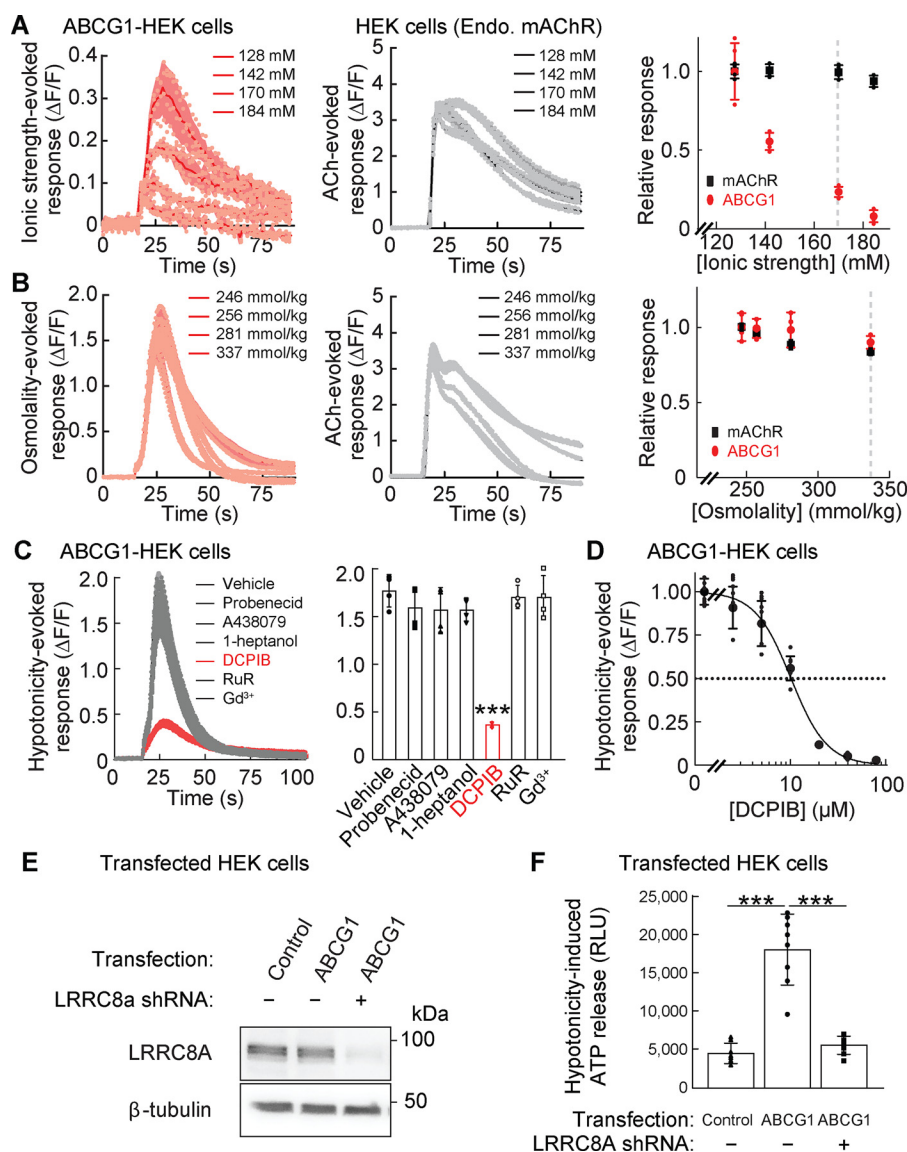 A ABCG1-HEK cells HEK cells (Endo. mAChR)
Ionic strength-evoked
response (ΔF/F)
0.4
0.3
0.2
0.1
0
128 mM
142 mM
170 mM
184 mM
0 25 50 75
Time (s)
ACh-evoked
response (ΔF/F)
5
4
3
2
1
0
128 mM
142 mM
170 mM
184 mM
0 25 50 75
Time (s)
Relative response
1.0
0.5
0
mAChR
ABCG1
120 140 160 180
[Ionic strength] (mM)
B
Osmolality-evoked
response (ΔF/F)
2.0
1.5
1.0
0.5
0
246 mmol/kg
256 mmol/kg
281 mmol/kg
337 mmol/kg
0 25 50 75
Time (s)
ACh-evoked
response (ΔF/F)
5
4
3
2
1
0
246 mmol/kg
256 mmol/kg
281 mmol/kg
337 mmol/kg
0 25 50 75
Time (s)
Relative response
1.0
0.5
0
mAChR
ABCG1
250 300 350
[Osmolality] (mmol/kg)
C ABCG1-HEK cells
Hypotonicity-evoked
response (ΔF/F)
2.0
1.5
1.0
0.5
0
Vehicle
Probenecid
A438079
1-heptanol
DCPIB
RuR
Gd³⁺
0 25 50 75 100
Time (s)
2.0
1.5
1.0
0.5
0
***
Vehicle
Probenecid
A438079
1-heptanol
DCPIB
RuR
Gd³⁺
D ABCG1-HEK cells
Hypotonicity-evoked
response (ΔF/F)
1.00
0.75
0.50
0.25
0
0 10 100
[DCPIB] (μM)
E Transfected HEK cells
Transfection: Control ABCG1 ABCG1
LRRC8a shRNA: – – +
kDa
LRRC8A 100
β-tubulin 50
F Transfected HEK cells
Hypotonicity-induced
ATP release (RLU)
25,000
20,000
15,000
10,000
5,000
0
*** ***
Transfection: Control ABCG1 ABCG1
LRRC8A shRNA: – – +